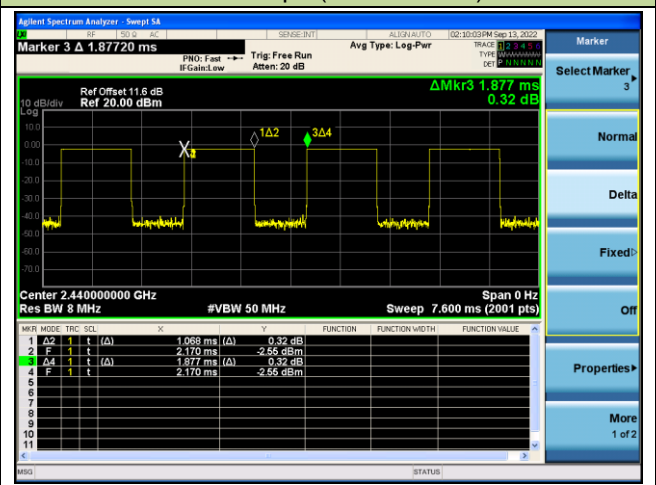 Agilent Spectrum Analyzer - Swept SA
RF 50 Ω AC SENSE:INT ALIGN AUTO 02:10:03PM Sep 13, 2022
Marker 3 Δ 1.87720 ms
PNO: Fast Trig: Free Run
IFGain:Low Atten: 20 dB
Avg Type: Log-Pwr
TRACE 1 2 3 4 5 6
TYPE
DET P N N N N N
Ref Offset 11.6 dB
ΔMkr3 1.877 ms
10 dB/div Ref 20.00 dBm
0.32 dB
Log
10.0
0.00
-10.0
-20.0
-30.0
-40.0
-50.0
-60.0
-70.0
1Δ2
3Δ4
Center 2.440000000 GHz Span 0 Hz
Res BW 8 MHz #VBW 50 MHz Sweep 7.600 ms (2001 pts)
MKR MODE TRC SCL X Y FUNCTION FUNCTION WIDTH FUNCTION VALUE
1 Δ2 1 t (Δ) 1.068 ms (Δ) 0.32 dB
2 F 1 t 2.170 ms -2.55 dBm
3 Δ4 1 t (Δ) 1.877 ms (Δ) 0.32 dB
4 F 1 t 2.170 ms -2.55 dBm
5
6
7
8
9
10
11
MSG STATUS
Marker
Select Marker
3
Normal
Delta
Fixed
Off
Properties
More
1 of 2